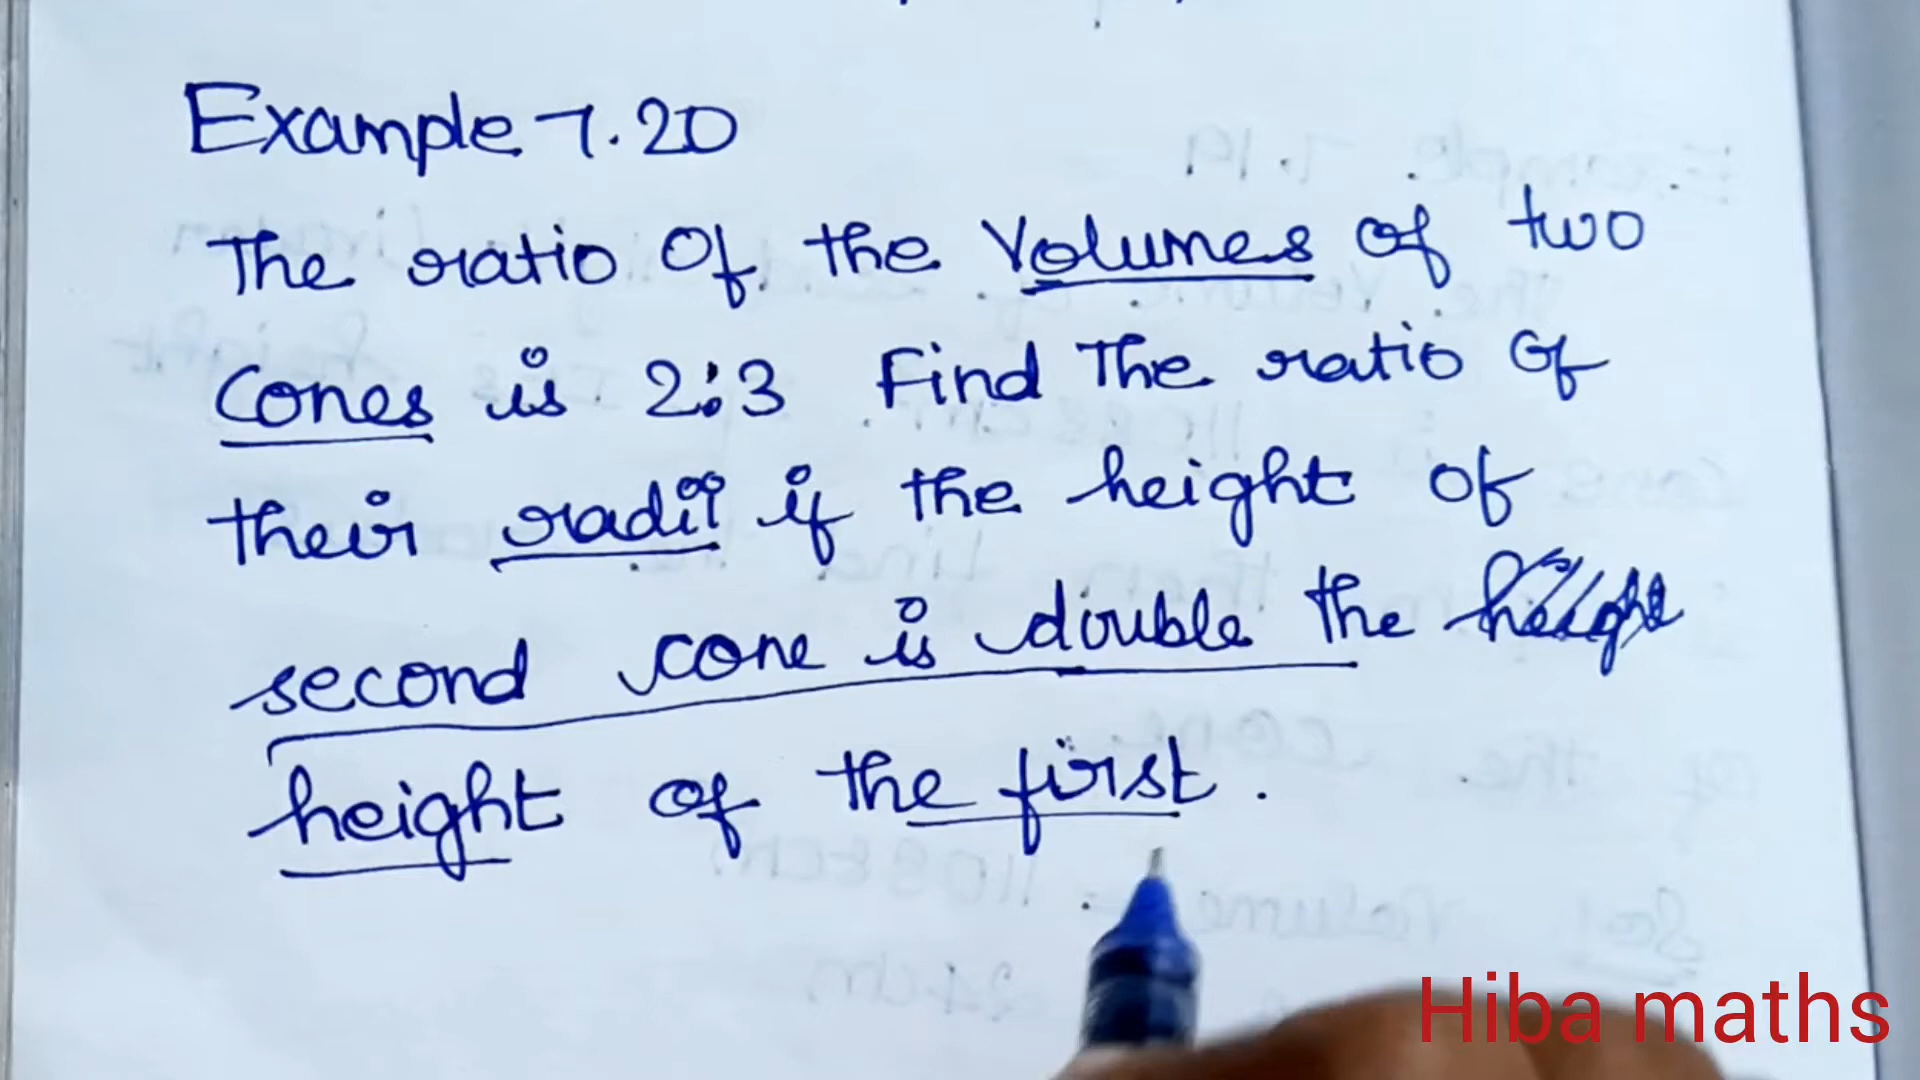 Example 7.20
The ratio of the Volumes of two
Cones is 2:3 Find The ratio of
their radii if the height of
second cone is double the
height of the first.
Hiba maths